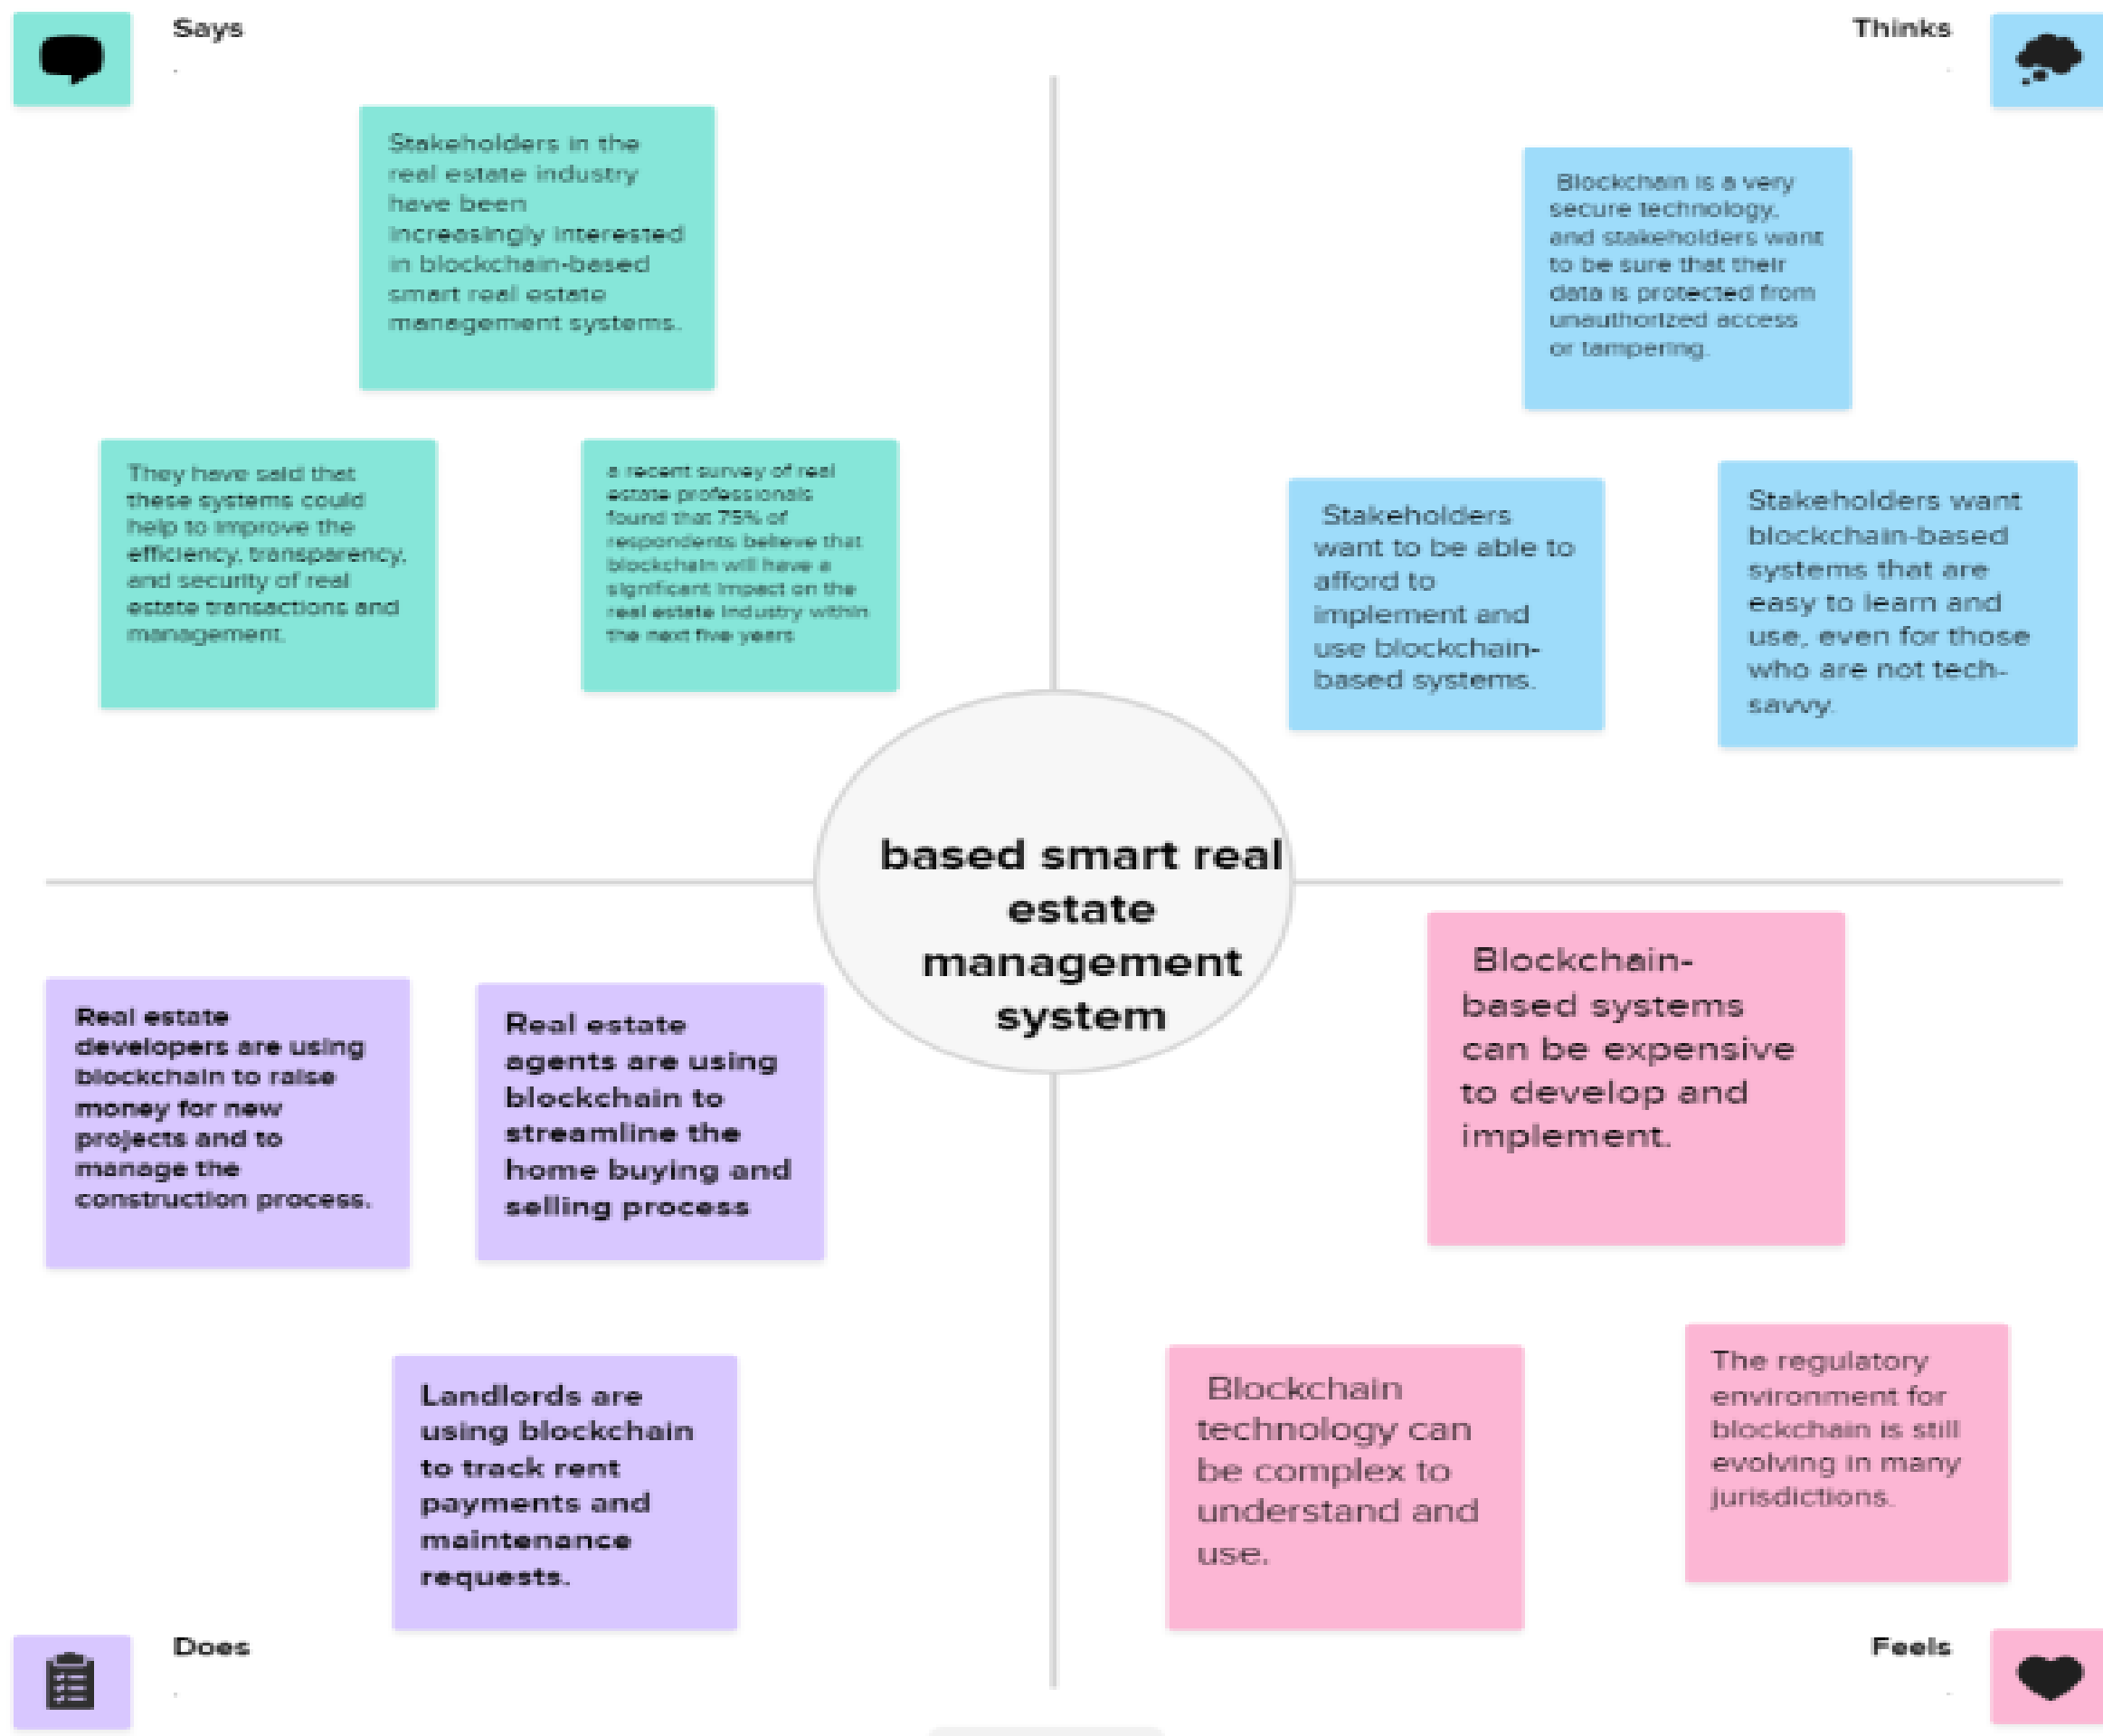 Says
Stakeholders in the
real estate industry
have been
increasingly interested
in blockchain-based
smart real estate
management systems.
They have said that
these systems could
help to improve the
efficiency, transparency,
and security of real
estate transactions and
management.
a recent survey of real
estate professionals
found that 75% of
respondents believe that
blockchain will have a
significant impact on the
real estate industry within
the next five years
Thinks
Blockchain is a very
secure technology,
and stakeholders want
to be sure that their
data is protected from
unauthorized access
or tampering.
Stakeholders
want to be able to
afford to
implement and
use blockchain-
based systems.
Stakeholders want
blockchain-based
systems that are
easy to learn and
use, even for those
who are not tech-
savvy.
based smart real
estate
management
system
Real estate
developers are using
blockchain to raise
money for new
projects and to
manage the
construction process.
Real estate
agents are using
blockchain to
streamline the
home buying and
selling process
Landlords are
using blockchain
to track rent
payments and
maintenance
requests.
Does
Blockchain-
based systems
can be expensive
to develop and
implement.
Blockchain
technology can
be complex to
understand and
use.
The regulatory
environment for
blockchain is still
evolving in many
jurisdictions.
Feels